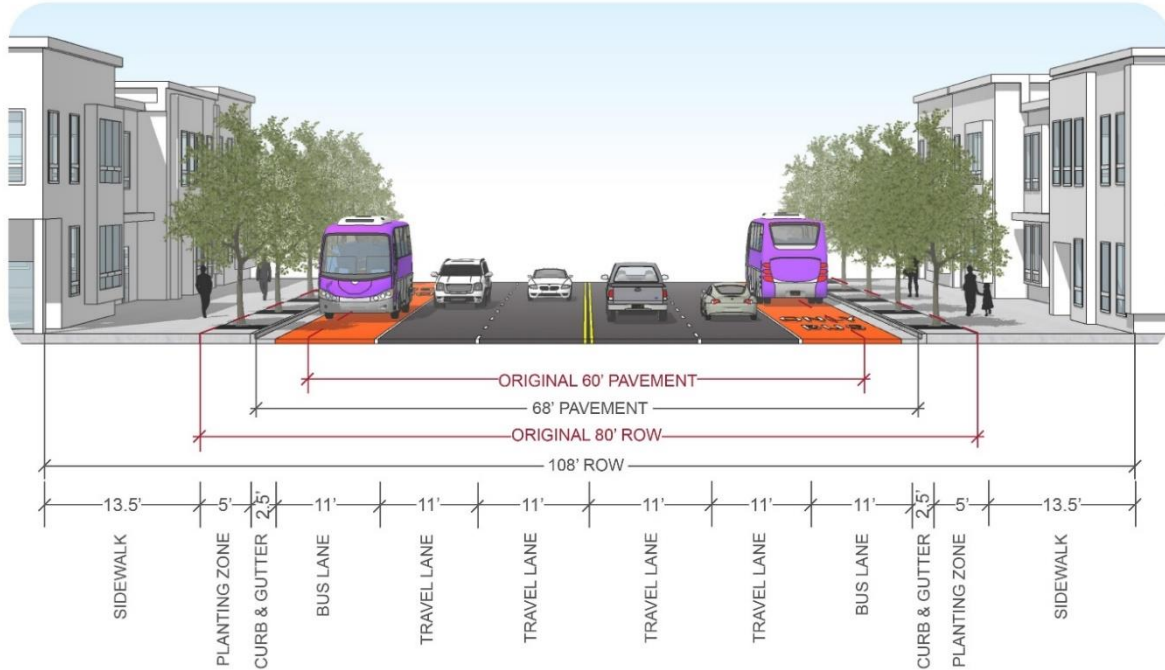 ONLY
BUS
ORIGINAL 60' PAVEMENT
68' PAVEMENT
ORIGINAL 80' ROW
108' ROW
13.5' 5' 2.5' 11' 11' 11' 11' 11' 11' 2.5' 5' 13.5'
SIDEWALK
PLANTING ZONE
CURB & GUTTER
BUS LANE
TRAVEL LANE
TRAVEL LANE
TRAVEL LANE
TRAVEL LANE
BUS LANE
CURB & GUTTER
PLANTING ZONE
SIDEWALK